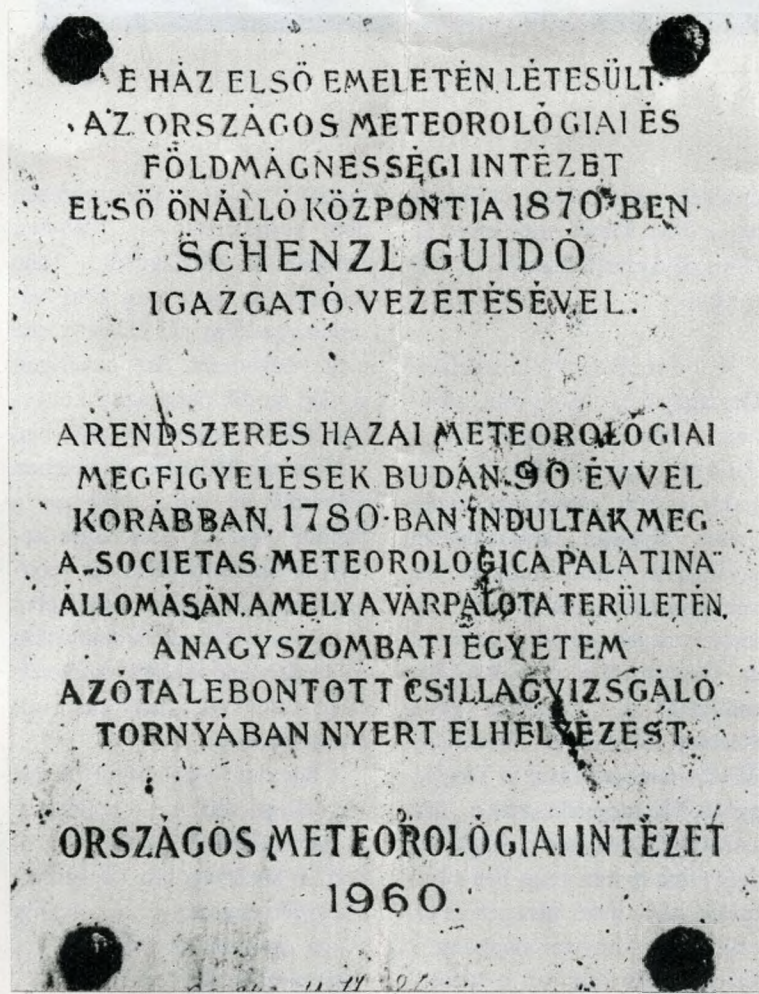 E HÁZ ELSŐ EMELETÉN LÉTESÜLT
AZ ORSZÁGOS METEOROLÓGIAI ÉS
FÖLDMÁGNESSÉGI INTÉZET
ELSŐ ÖNÁLLÓ KÖZPONTJA 1870-BEN
SCHENZL GUIDÓ
IGAZGATÓ VEZETÉSÉVEL.
A RENDSZERES HAZAI METEOROLÓGIAI
MEGFIGYELÉSEK BUDÁN 90 ÉVVEL
KORÁBBAN, 1780-BAN INDULTAK MEG
A „SOCIETAS METEOROLOGICA PALATINA"
ÁLLOMÁSÁN, AMELY A VÁRPALOTA TERÜLETÉN,
A NAGYSZOMBATI EGYETEM
AZÓTA LEBONTOTT CSILLAGVIZSGÁLÓ
TORNYÁBAN NYERT ELHELYEZÉST.
ORSZÁGOS METEOROLÓGIAI INTÉZET
1960.